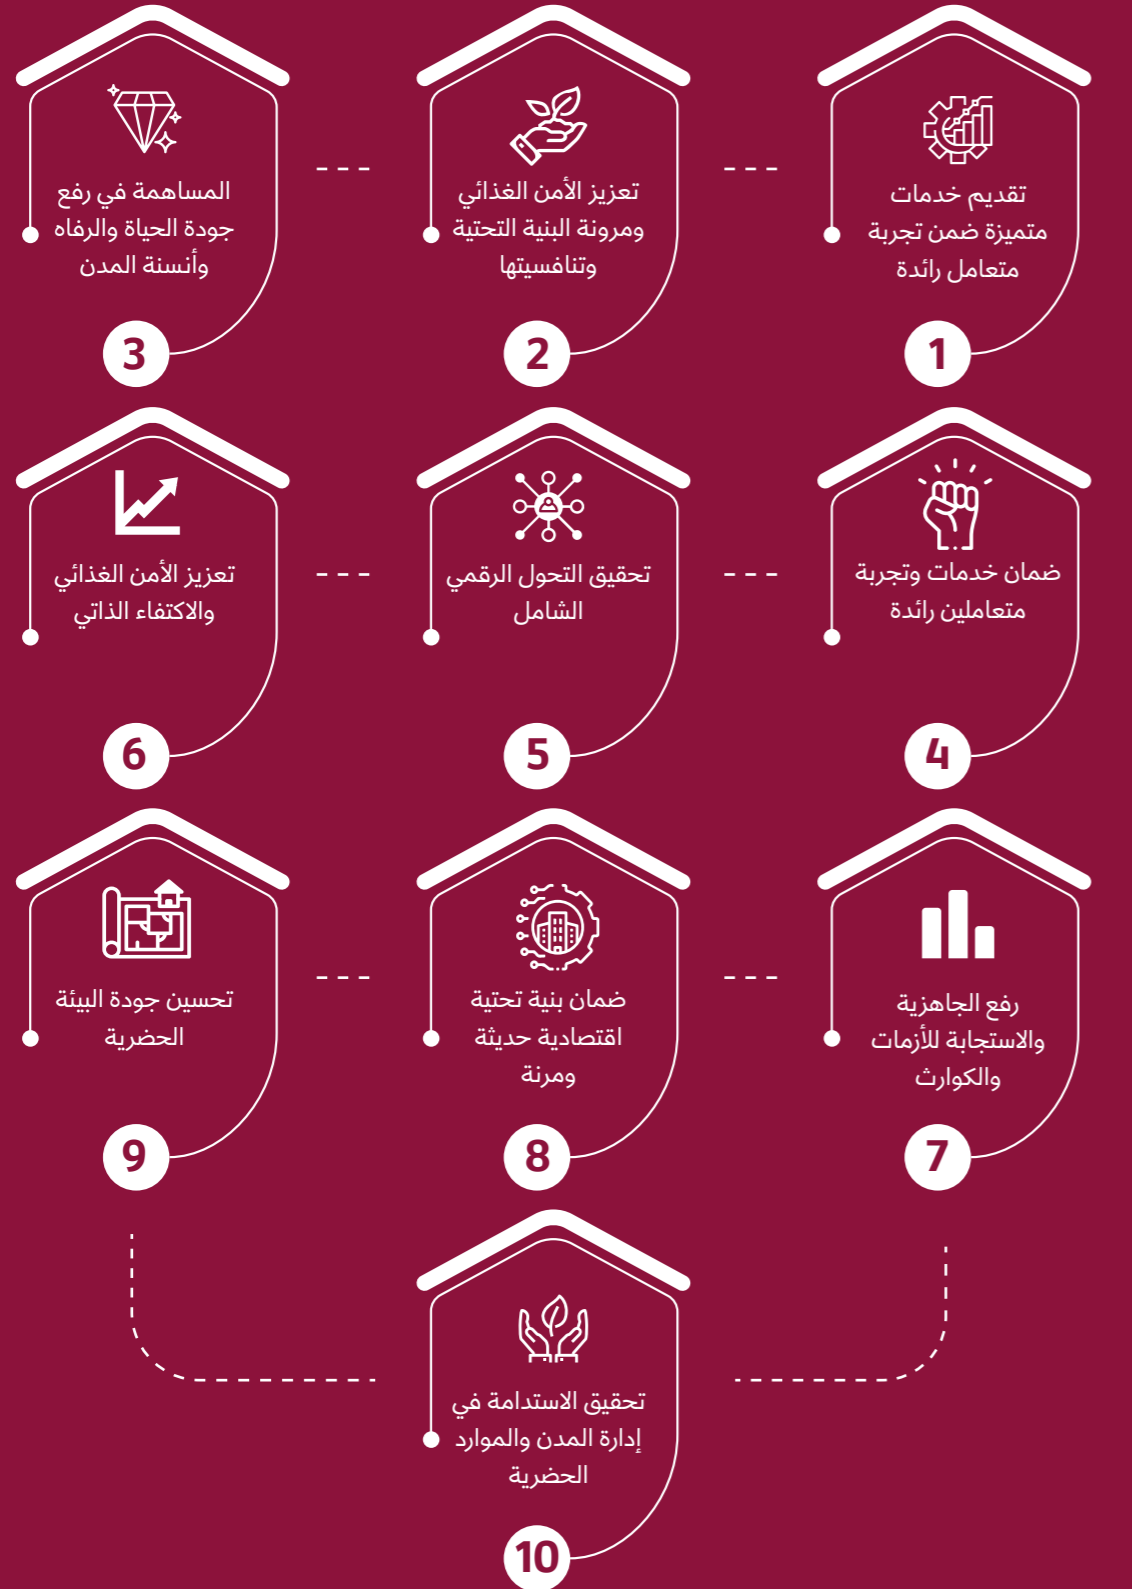 تقديم خدمات
متميزة ضمن تجربة
متعامل رائدة
1
تعزيز الأمن الغذائي
ومرونة البنية التحتية
وتنافسيتها
2
المساهمة في رفع
جودة الحياة والرفاه
وأنسنة المدن
3
ضمان خدمات وتجربة
متعاملين رائدة
4
تحقيق التحول الرقمي
الشامل
5
تعزيز الأمن الغذائي
والاكتفاء الذاتي
6
رفع الجاهزية
والاستجابة للأزمات
والكوارث
7
ضمان بنية تحتية
اقتصادية حديثة
ومرنة
8
تحسين جودة البيئة
الحضرية
9
تحقيق الاستدامة في
إدارة المدن والموارد
الحضرية
10